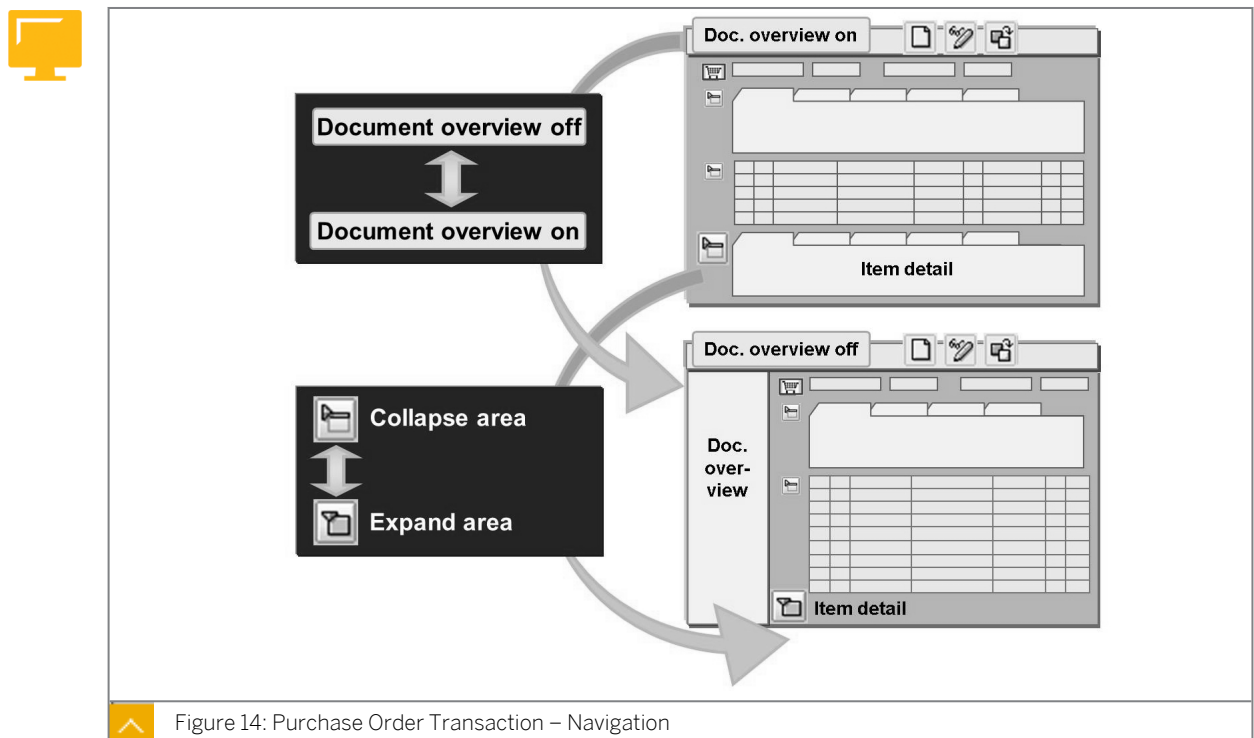 Doc. overview on
Document overview off
Document overview on
Item detail
Doc. overview off
Collapse area
Expand area
Doc.
over-
view
Item detail
Figure 14: Purchase Order Transaction – Navigation